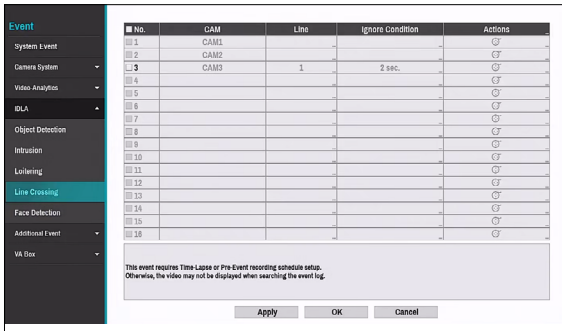 Event
System Event
Camera System
Video-Analytics
IDLA
Object Detection
Intrusion
Loitering
Line Crossing
Face Detection
Additional Event
VA Box
No. CAM Line Ignore Condition Actions
1 CAM1
2 CAM2
3 CAM3 1 2 sec.
4
5
6
7
8
9
10
11
12
13
14
15
16
This event requires Time-Lapse or Pre-Event recording schedule setup.
Otherwise, the video may not be displayed when searching the event log.
Apply OK Cancel